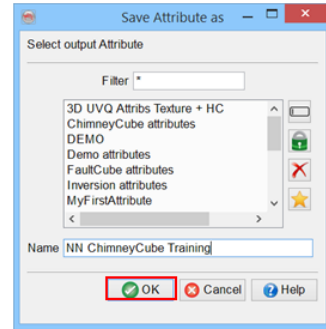 Save Attribute as
Select output Attribute
Filter *
3D UVQ Attribs Texture + HC
ChimneyCube attributes
DEMO
Demo attributes
FaultCube attributes
Inversion attributes
MyFirstAttribute
Name NN ChimneyCube Training
OK Cancel Help